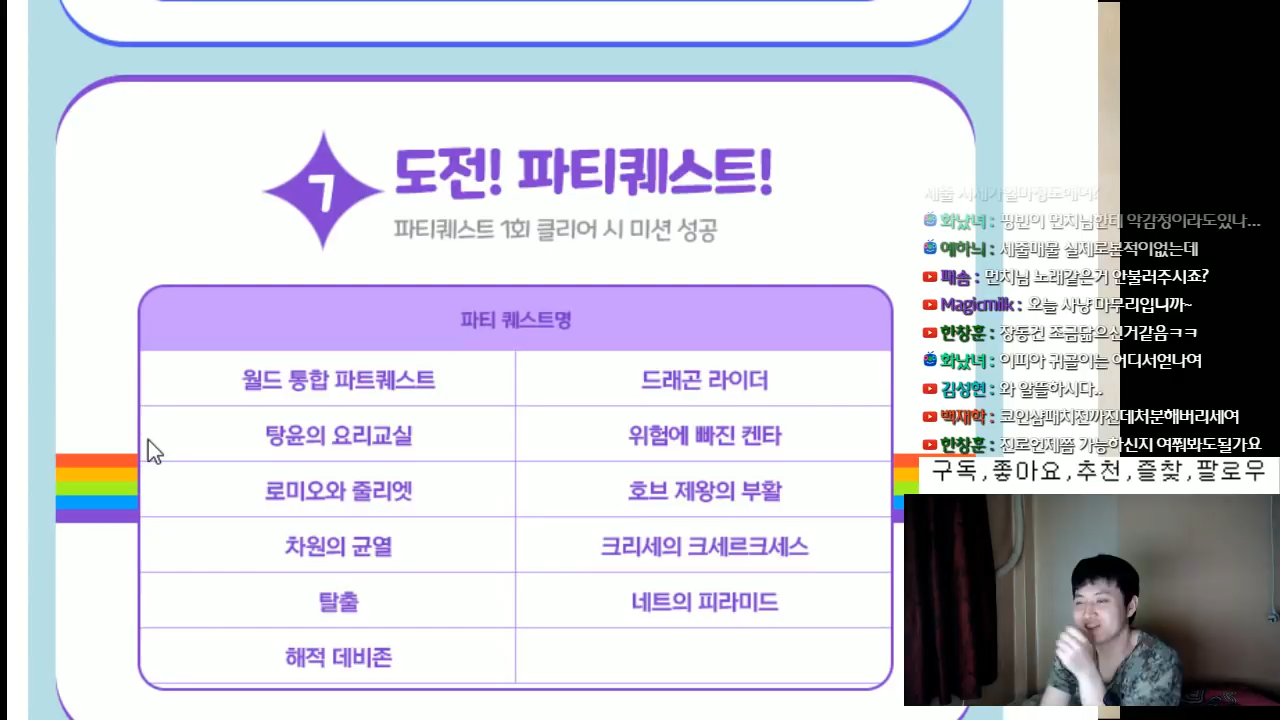 7
도전! 파티퀘스트!
파티퀘스트 1회 클리어 시 미션 성공
파티 퀘스트명
월드 통합 파트퀘스트
드래곤 라이더
탕윤의 요리교실
위험에 빠진 켄타
로미오와 줄리엣
호브 제왕의 부활
차원의 균열
크리세의 크세르크세스
탈출
네트의 피라미드
해적 데비존
화났녀 : 핑빈이 먼치님한테 악감정이라도있나...
예하늬 : 세줄매물 실제로본적이없는데
패솜 : 먼치님 노래같은거 안불러주시죠?
Magicmilk : 오늘 사냥 마무리입니까~
한창훈 : 장동건 조금닮으신거같음ㅋㅋ
화났녀 : 이피아 귀골이는 어디서얻나여
김성현 : 와 알뜰하시다..
백재학 : 코인샵패치전까진데처분해버리세여
한창훈 : 진로인제쯤 가능하신지 여쭤봐도될가요
구독,좋아요,추천,즐찾,팔로우